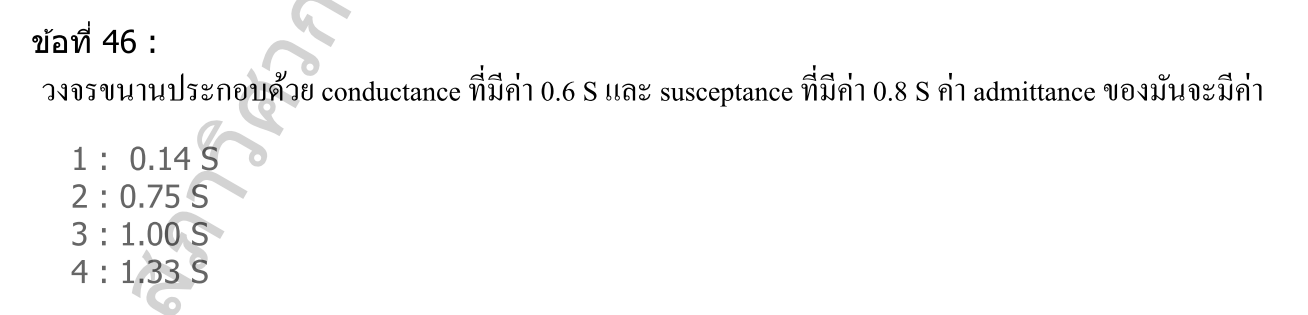 ข้อที่ 46 :
วงจรขนานประกอบด้วย conductance ที่มีค่า 0.6 S และ susceptance ที่มีค่า 0.8 S ค่า admittance ของมันจะมีค่า
1 : 0.14 S
2 : 0.75 S
3 : 1.00 S
4 : 1.33 S